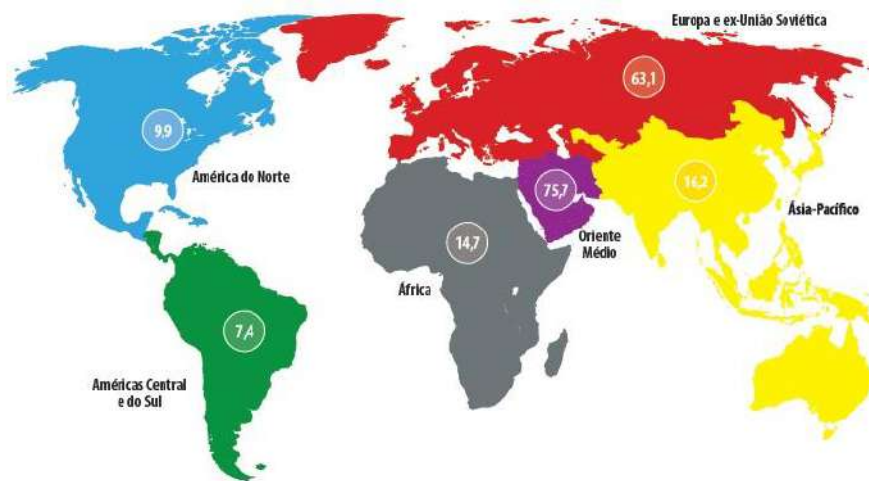 Europa e ex-União Soviética
63,1
9,9
América do Norte
16,2
75,7
Ásia-Pacífico
Oriente
Médio
14,7
África
7,4
Américas Central
e do Sul